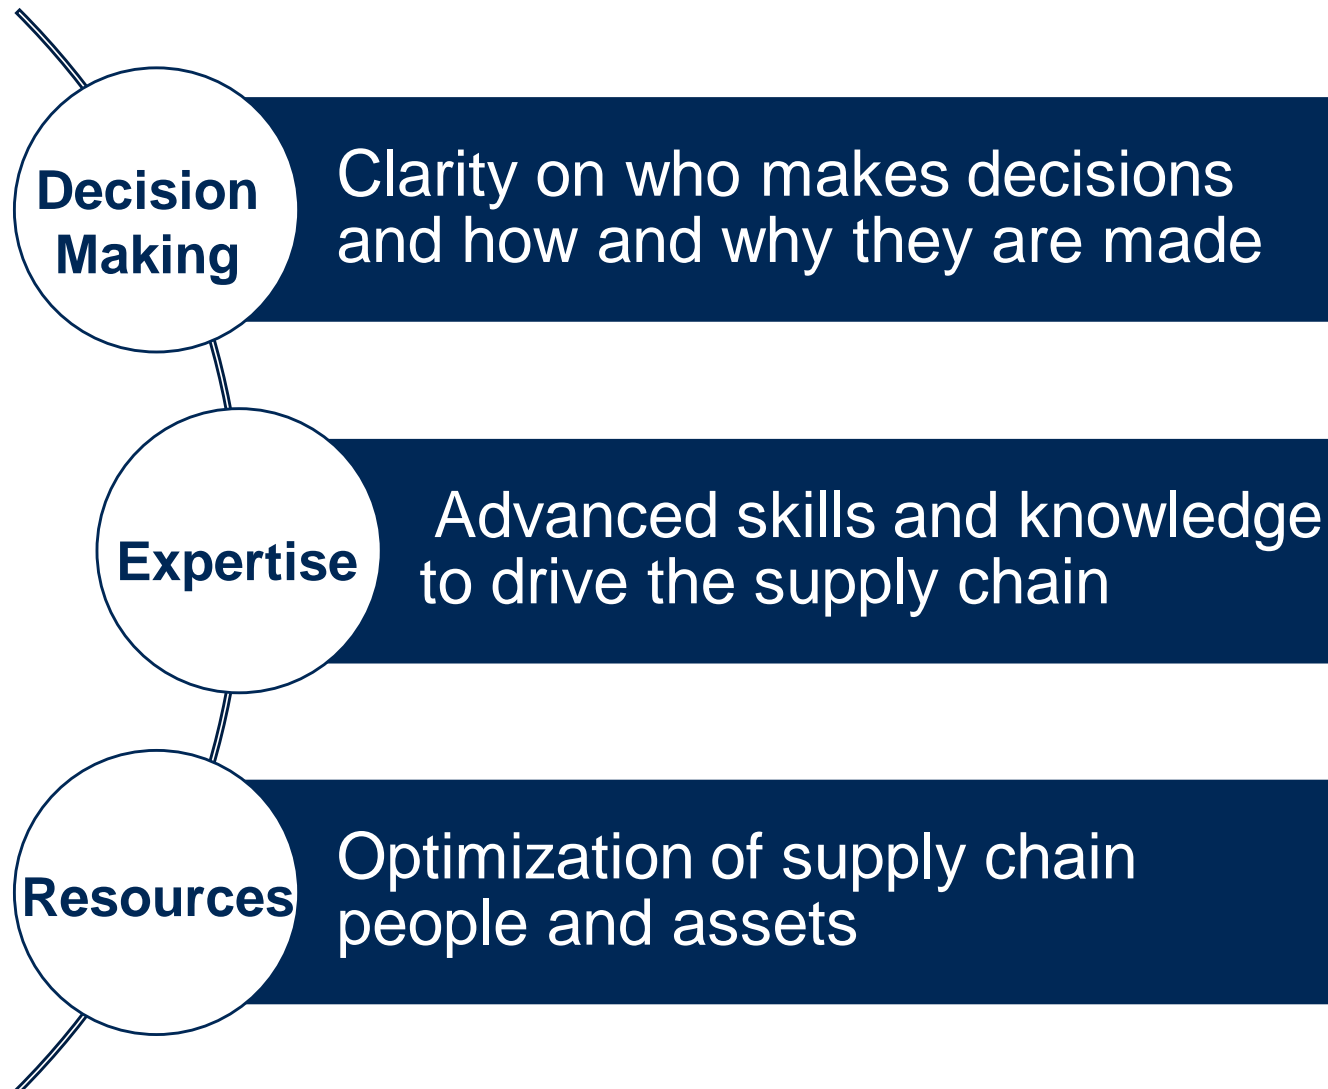 Decision
Making
Clarity on who makes decisions
and how and why they are made
Expertise
Advanced skills and knowledge
to drive the supply chain
Resources
Optimization of supply chain
people and assets